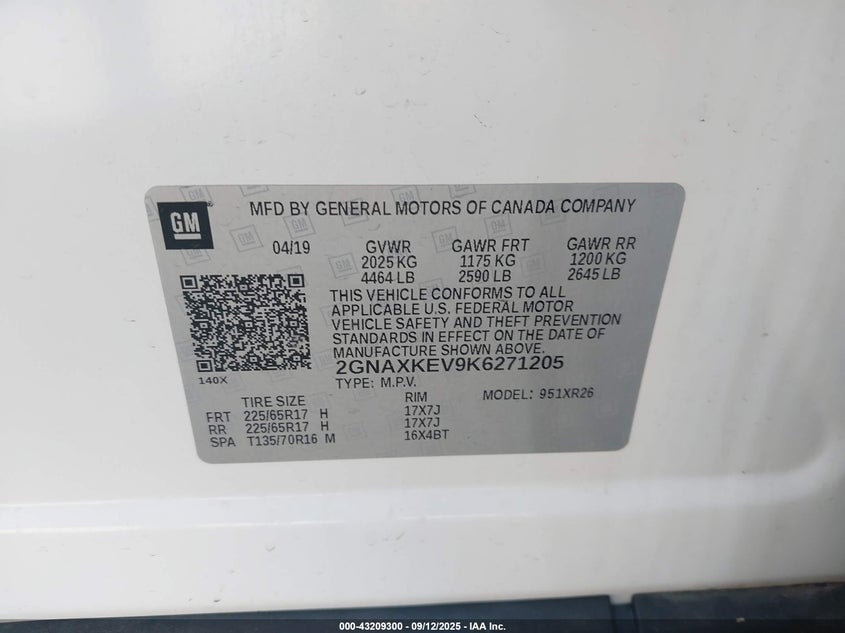 GM
MFD BY GENERAL MOTORS OF CANADA COMPANY
04/19 GVWR GAWR FRT GAWR RR
2025 KG 1175 KG 1200 KG
4464 LB 2590 LB 2645 LB
THIS VEHICLE CONFORMS TO ALL
APPLICABLE U.S. FEDERAL MOTOR
VEHICLE SAFETY AND THEFT PREVENTION
STANDARDS IN EFFECT ON THE DATE OF
MANUFACTURE SHOWN ABOVE.
2GNAXKEV9K6271205
140X
TYPE: M.P.V. MODEL: 951XR26
TIRE SIZE RIM
FRT 225/65R17 H 17X7J
RR 225/65R17 H 17X7J
SPA T135/70R16 M 16X4BT
000-43209300 - 09/12/2025 - IAA Inc.